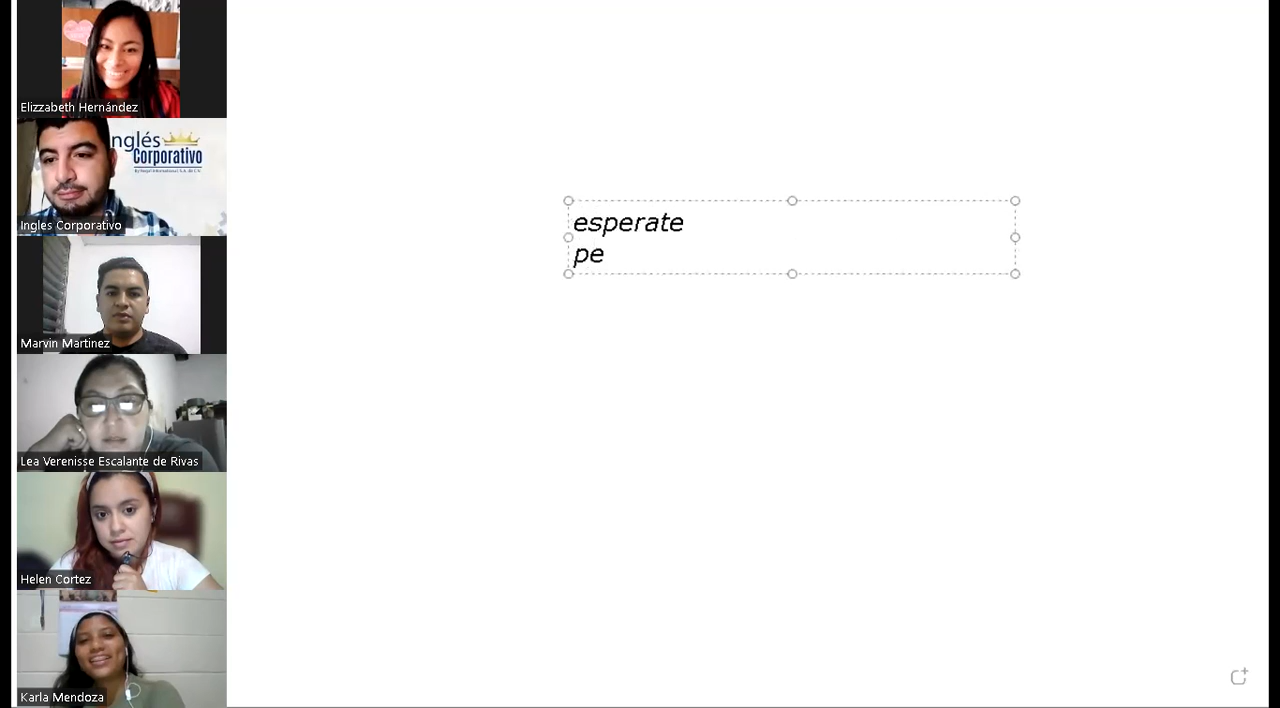 Elizzabeth Hernández
Inglés
Corporativo
Ingles Corporativo
Marvin Martinez
Lea Verenisse Escalante de Rivas
Helen Cortez
Karla Mendoza
esperate
pe